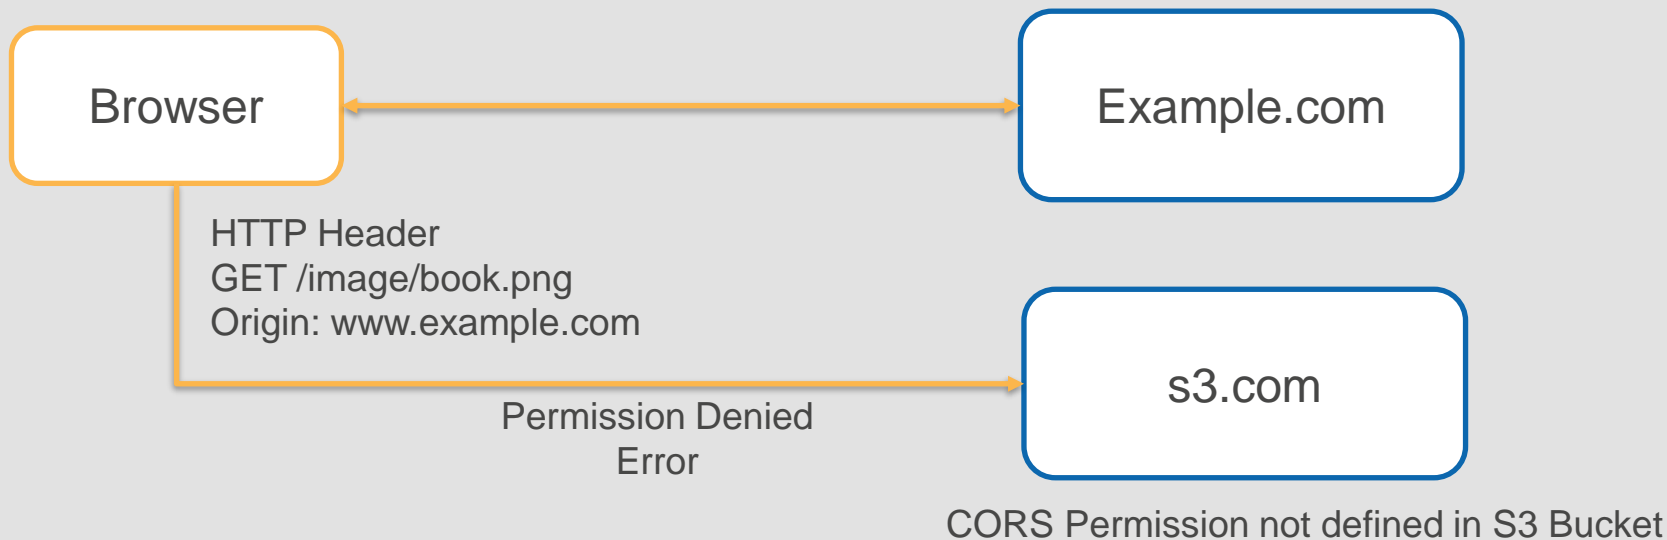 Browser
Example.com
HTTP Header
GET /image/book.png
Origin: www.example.com
s3.com
Permission Denied
Error
CORS Permission not defined in S3 Bucket